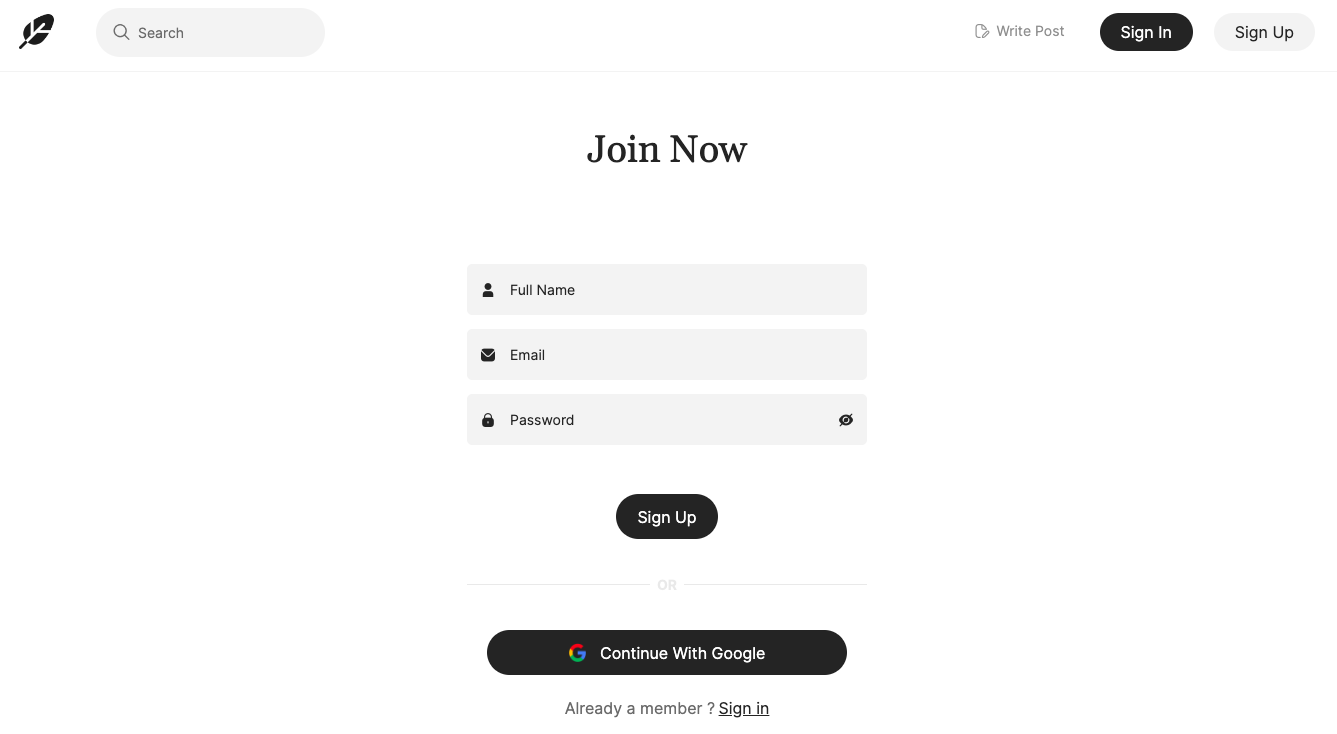 Search
Write Post
Sign In
Sign Up
Join Now
Full Name
Email
Password
Sign Up
OR
Continue With Google
Already a member ? Sign in